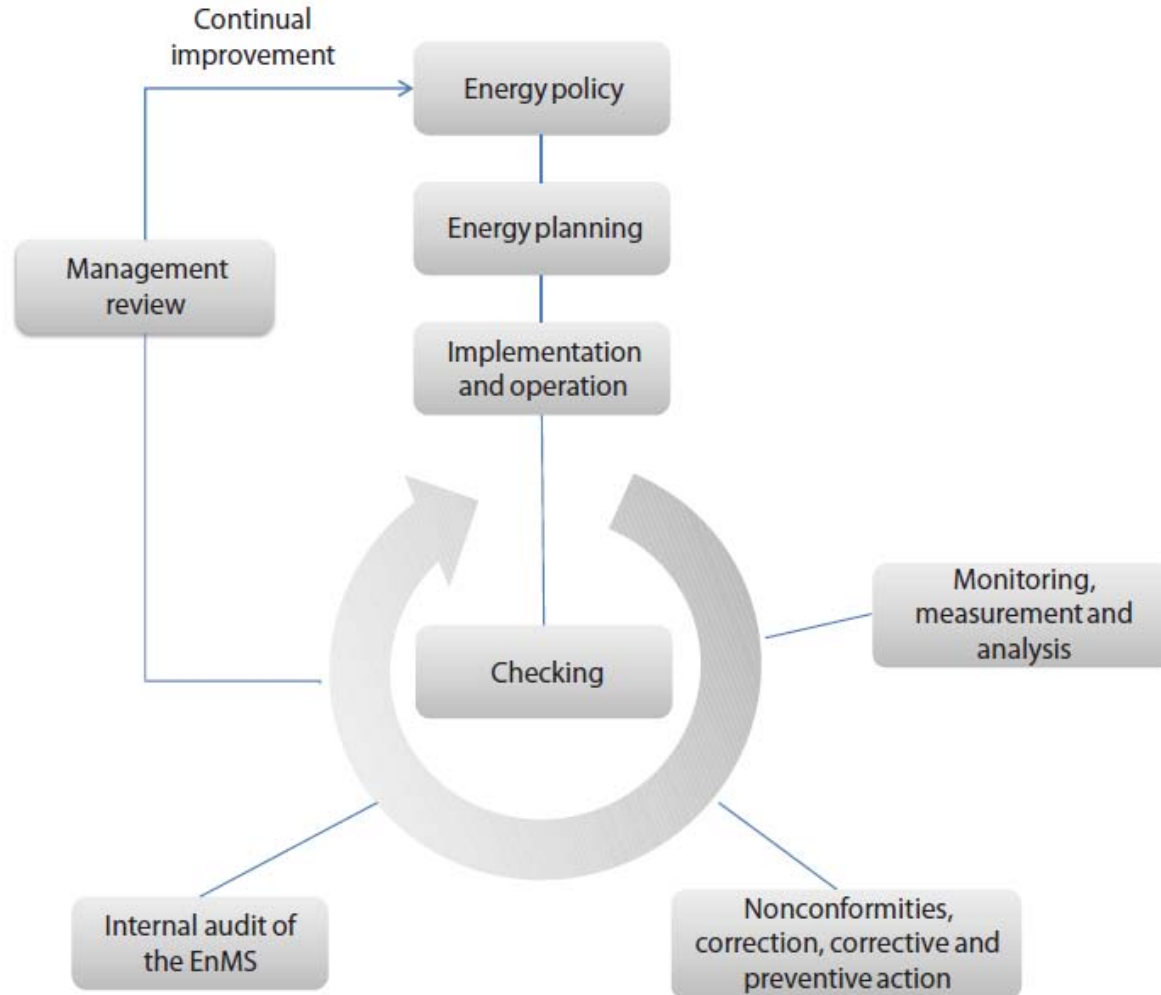 Continual
improvement
Energy policy
Energy planning
Management
review
Implementation
and operation
Monitoring,
measurement and
analysis
Checking
Internal audit of
the EnMS
Nonconformities,
correction, corrective and
preventive action